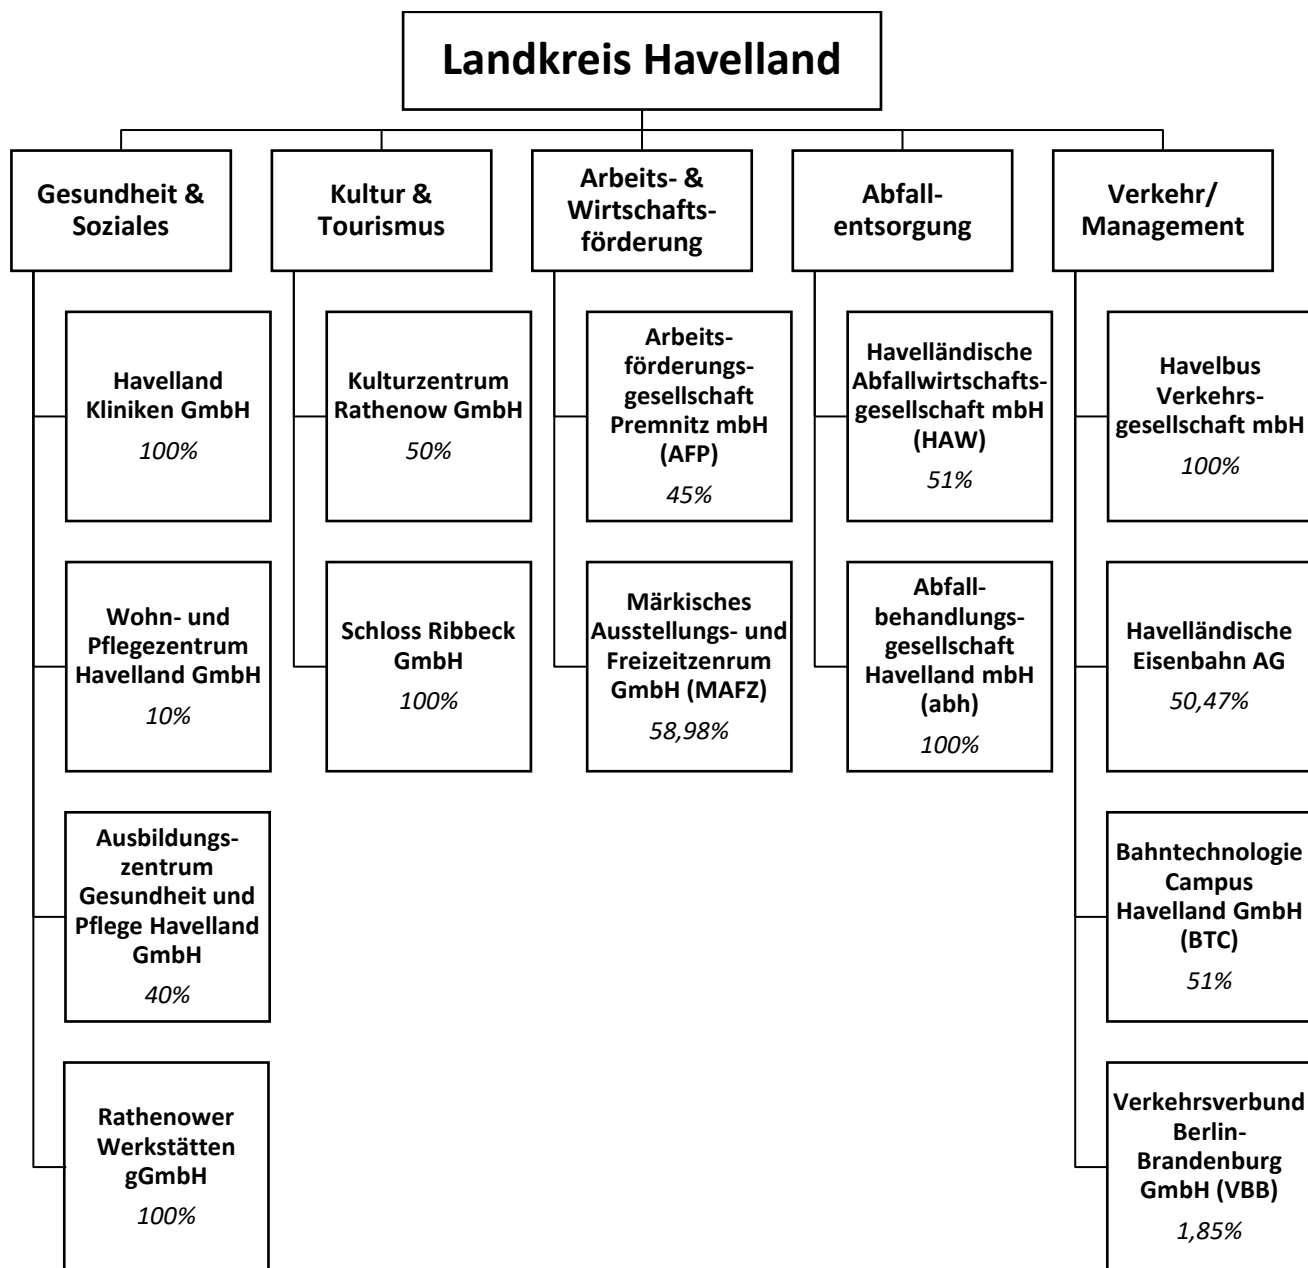 Landkreis Havelland
Gesundheit &
Soziales
Kultur &
Tourismus
Arbeits- &
Wirtschafts-
förderung
Abfall-
entsorgung
Verkehr/
Management
Havelland
Kliniken GmbH
100%
Kulturzentrum
Rathenow GmbH
50%
Arbeits-
förderungs-
gesellschaft
Premnitz mbH
(AFP)
45%
Havelländische
Abfallwirtschafts-
gesellschaft mbH
(HAW)
51%
Havelbus
Verkehrs-
gesellschaft mbH
100%
Wohn- und
Pflegezentrum
Havelland GmbH
10%
Schloss Ribbeck
GmbH
100%
Märkisches
Ausstellungs- und
Freizeitzenrum
GmbH (MAFZ)
58,98%
Abfall-
behandlungs-
gesellschaft
Havelland mbH
(abh)
100%
Havelländische
Eisenbahn AG
50,47%
Ausbildungs-
zentrum
Gesundheit und
Pflege Havelland
GmbH
40%
Bahntechnologie
Campus
Havelland GmbH
(BTC)
51%
Rathenower
Werkstätten
gGmbH
100%
Verkehrsverbund
Berlin-
Brandenburg
GmbH (VBB)
1,85%